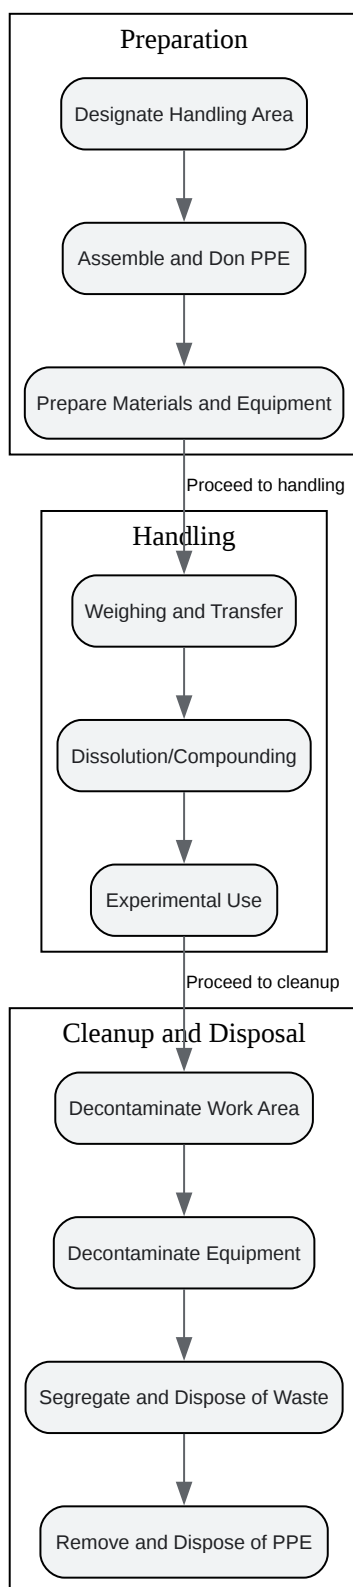 Preparation
Designate Handling Area
Assemble and Don PPE
Prepare Materials and Equipment
Proceed to handling
Handling
Weighing and Transfer
Dissolution/Compounding
Experimental Use
Proceed to cleanup
Cleanup and Disposal
Decontaminate Work Area
Decontaminate Equipment
Segregate and Dispose of Waste
Remove and Dispose of PPE